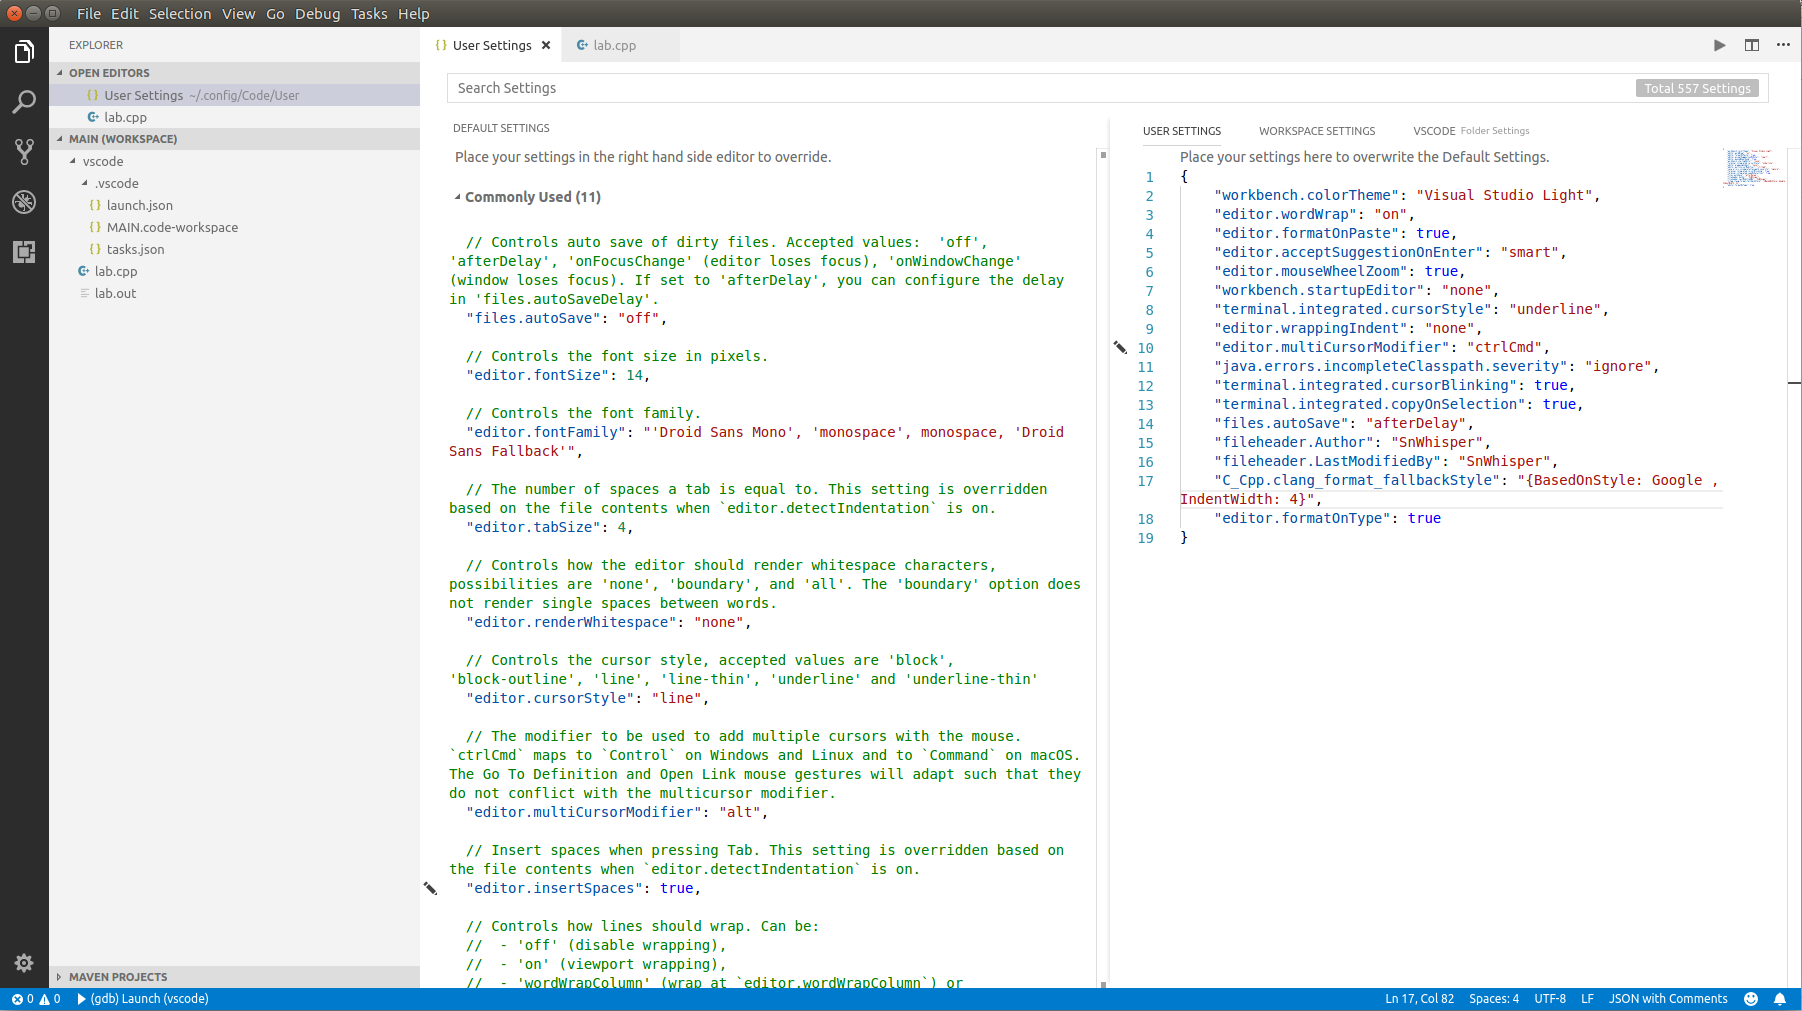 File Edit Selection View Go Debug Tasks Help
EXPLORER
OPEN EDITORS
{} User Settings ~/.config/Code/User
lab.cpp
MAIN (WORKSPACE)
vscode
.vscode
{} launch.json
{} MAIN.code-workspace
{} tasks.json
lab.cpp
lab.out
MAVEN PROJECTS
{} User Settings × lab.cpp
Search Settings Total 557 Settings
DEFAULT SETTINGS
Place your settings in the right hand side editor to override.
Commonly Used (11)
// Controls auto save of dirty files. Accepted values:  'off',
'afterDelay', 'onFocusChange' (editor loses focus), 'onWindowChange'
(window loses focus). If set to 'afterDelay', you can configure the delay
in 'files.autoSaveDelay'.
"files.autoSave": "off",
// Controls the font size in pixels.
"editor.fontSize": 14,
// Controls the font family.
"editor.fontFamily": "'Droid Sans Mono', 'monospace', monospace, 'Droid
Sans Fallback'",
// The number of spaces a tab is equal to. This setting is overridden
based on the file contents when `editor.detectIndentation` is on.
"editor.tabSize": 4,
// Controls how the editor should render whitespace characters,
possibilities are 'none', 'boundary', and 'all'. The 'boundary' option does
not render single spaces between words.
"editor.renderWhitespace": "none",
// Controls the cursor style, accepted values are 'block',
'block-outline', 'line', 'line-thin', 'underline' and 'underline-thin'
"editor.cursorStyle": "line",
// The modifier to be used to add multiple cursors with the mouse.
`ctrlCmd` maps to `Control` on Windows and Linux and to `Command` on macOS.
The Go To Definition and Open Link mouse gestures will adapt such that they
do not conflict with the multicursor modifier.
"editor.multiCursorModifier": "alt",
// Insert spaces when pressing Tab. This setting is overridden based on
the file contents when `editor.detectIndentation` is on.
"editor.insertSpaces": true,
// Controls how lines should wrap. Can be:
//  - 'off' (disable wrapping),
//  - 'on' (viewport wrapping),
//  - 'wordWrapColumn' (wrap at `editor.wordWrapColumn`) or
USER SETTINGS WORKSPACE SETTINGS VSCODE Folder Settings
Place your settings here to overwrite the Default Settings.
1 {
2 "workbench.colorTheme": "Visual Studio Light",
3 "editor.wordWrap": "on",
4 "editor.formatOnPaste": true,
5 "editor.acceptSuggestionOnEnter": "smart",
6 "editor.mouseWheelZoom": true,
7 "workbench.startupEditor": "none",
8 "terminal.integrated.cursorStyle": "underline",
9 "editor.wrappingIndent": "none",
10 "editor.multiCursorModifier": "ctrlCmd",
11 "java.errors.incompleteClasspath.severity": "ignore",
12 "terminal.integrated.cursorBlinking": true,
13 "terminal.integrated.copyOnSelection": true,
14 "files.autoSave": "afterDelay",
15 "fileheader.Author": "SnWhisper",
16 "fileheader.LastModifiedBy": "SnWhisper",
17 "C_Cpp.clang_format_fallbackStyle": "{BasedOnStyle: Google ,
IndentWidth: 4}",
18 "editor.formatOnType": true
19 }
0 0 (gdb) Launch (vscode) Ln 17, Col 82 Spaces: 4 UTF-8 LF JSON with Comments